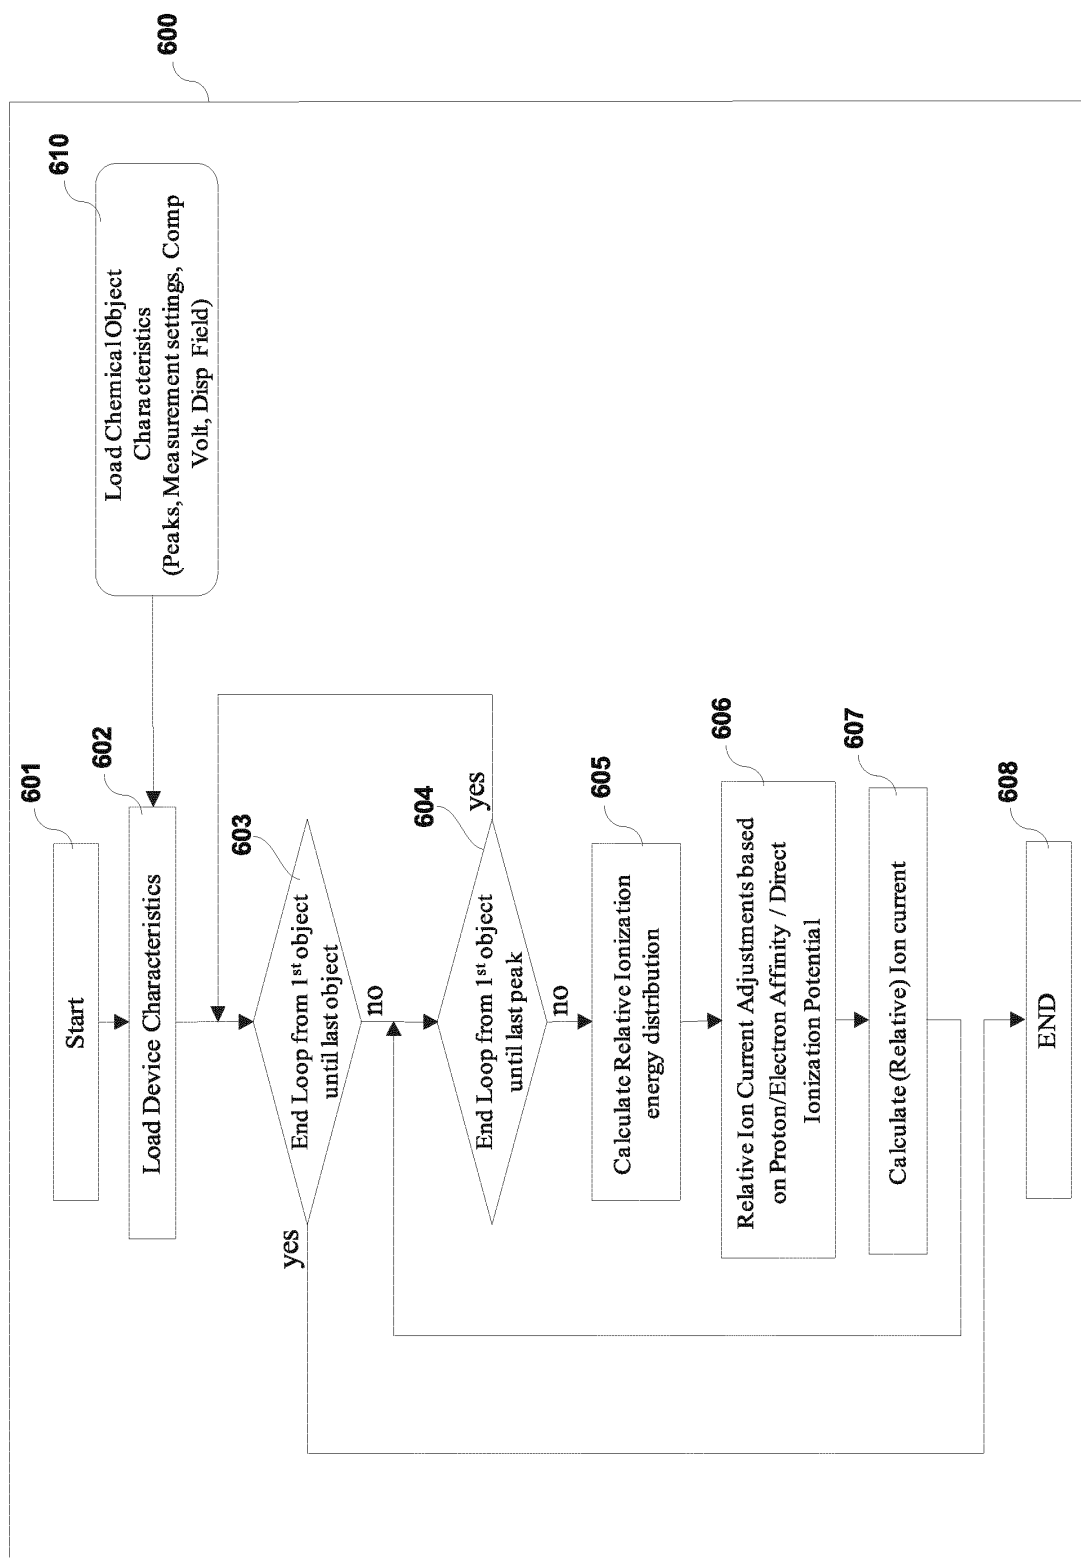 600
610
Load Chemical Object
Characteristics
(Peaks, Measurement settings, Comp
Volt, Disp Field)
601
Start
602
Load Device Characteristics
603
End Loop from 1st object
until last object
yes
no
604
End Loop from 1st object
until last peak
yes
no
605
Calculate Relative Ionization
energy distribution
606
Relative Ion Current Adjustments based
on Proton/Electron Affinity / Direct
Ionization Potential
607
Calculate (Relative) Ion current
608
END